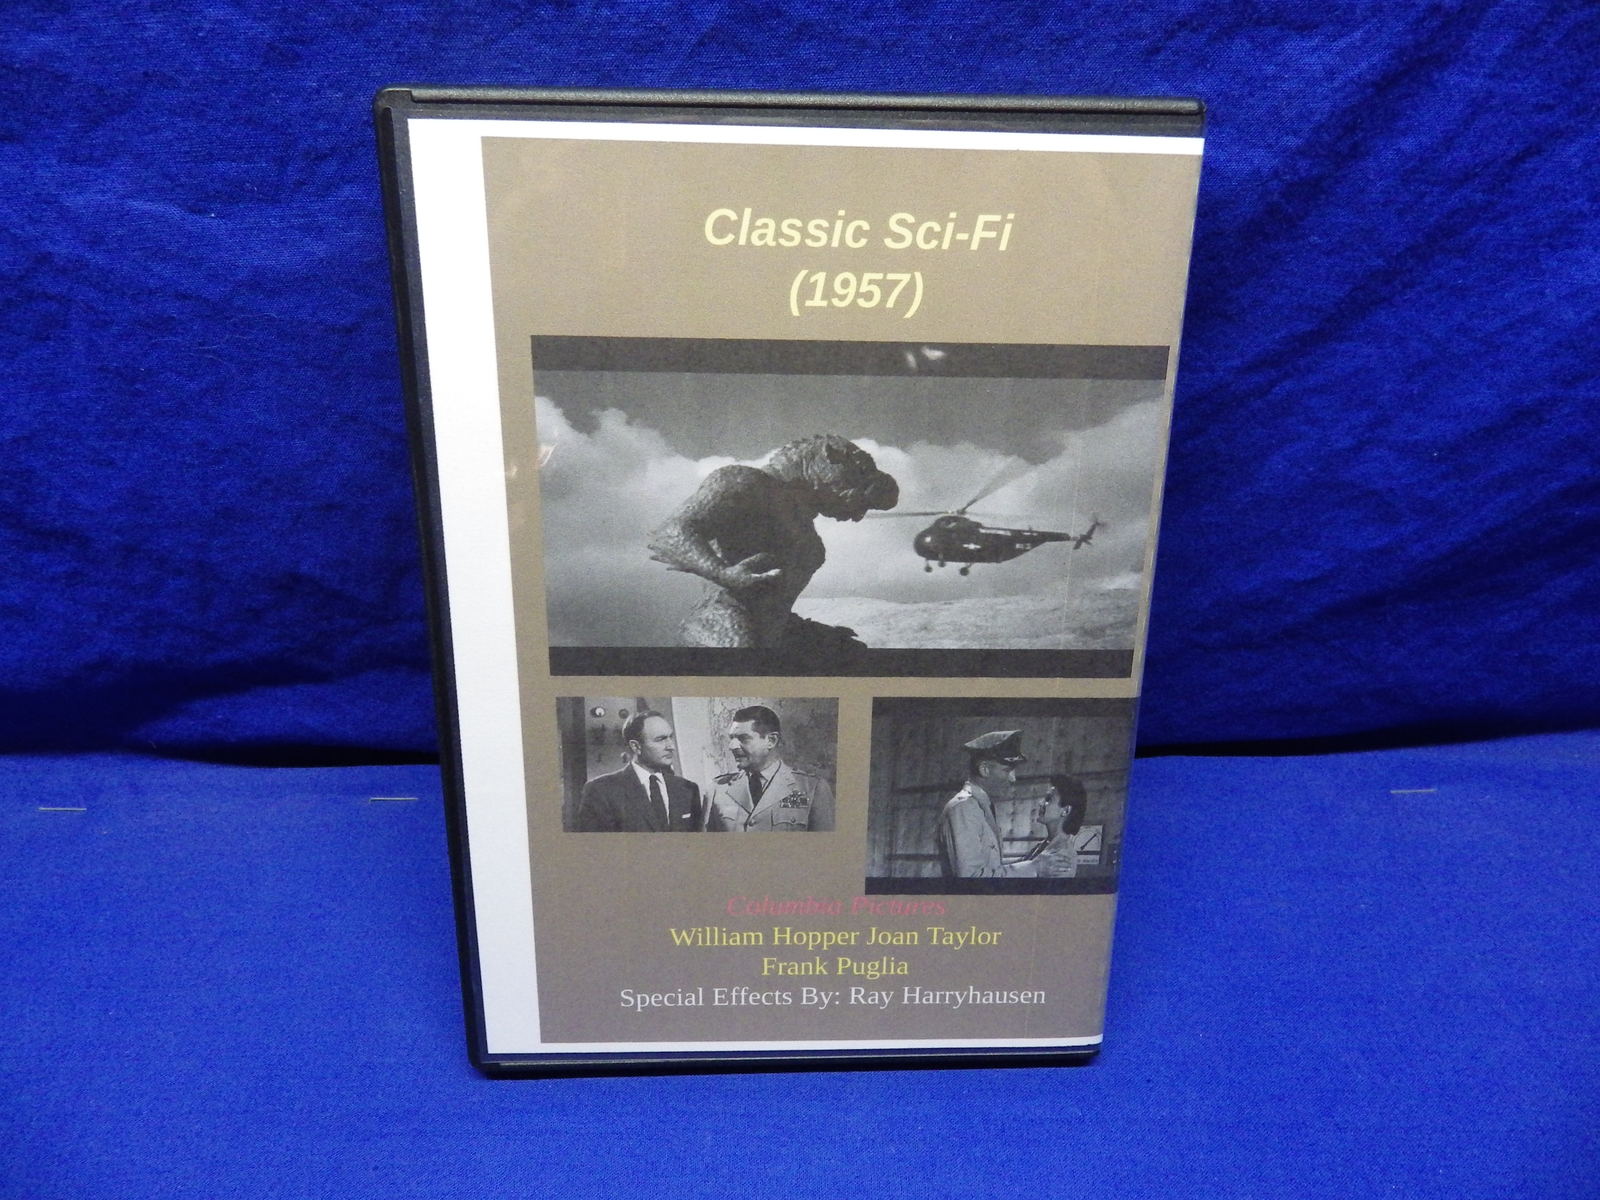 Classic Sci-Fi
(1957)
Columbia Pictures
William Hopper Joan Taylor
Frank Puglia
Special Effects By: Ray Harryhausen